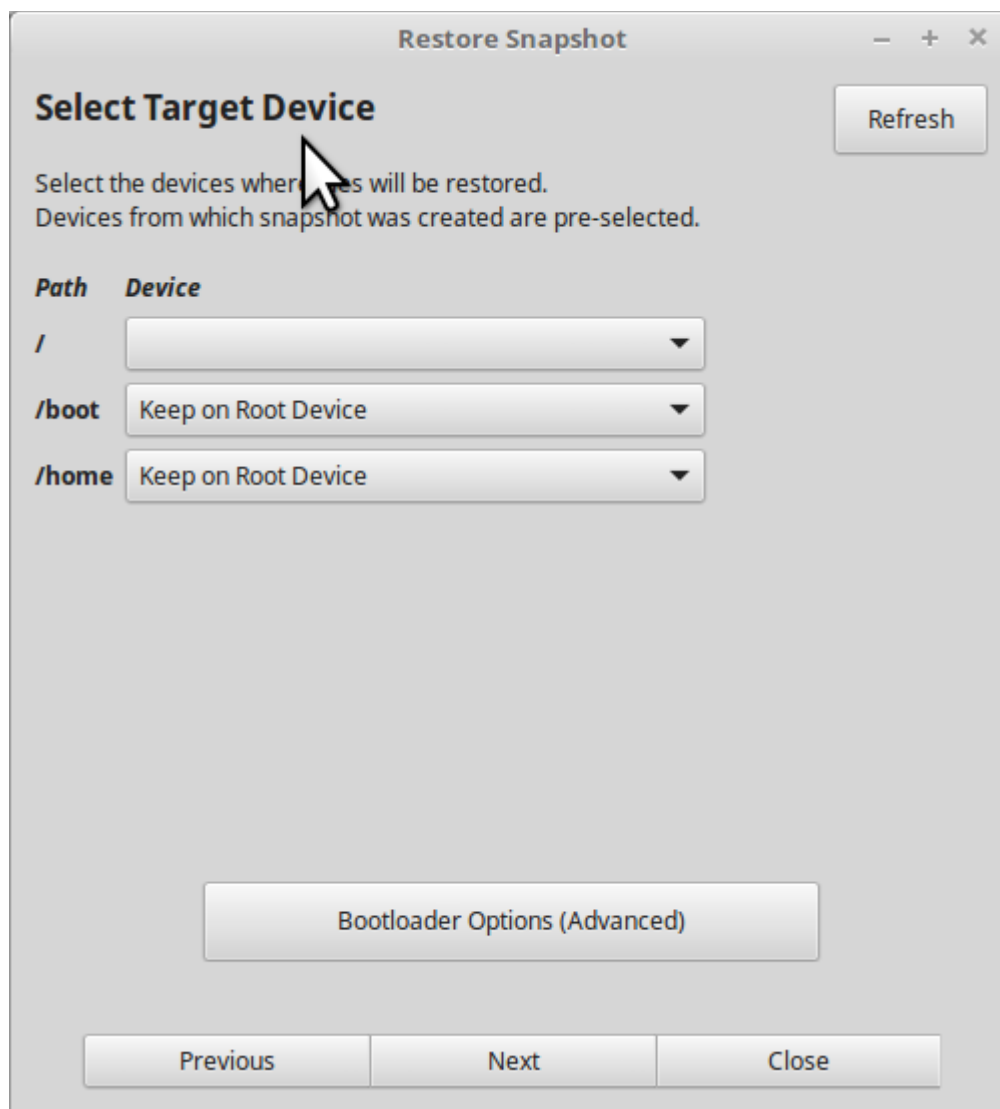 Restore Snapshot
Select Target Device
Refresh
Select the devices where will be restored.
Devices from which snapshot was created are pre-selected.
Path Device
/
/boot Keep on Root Device
/home Keep on Root Device
Bootloader Options (Advanced)
Previous Next Close